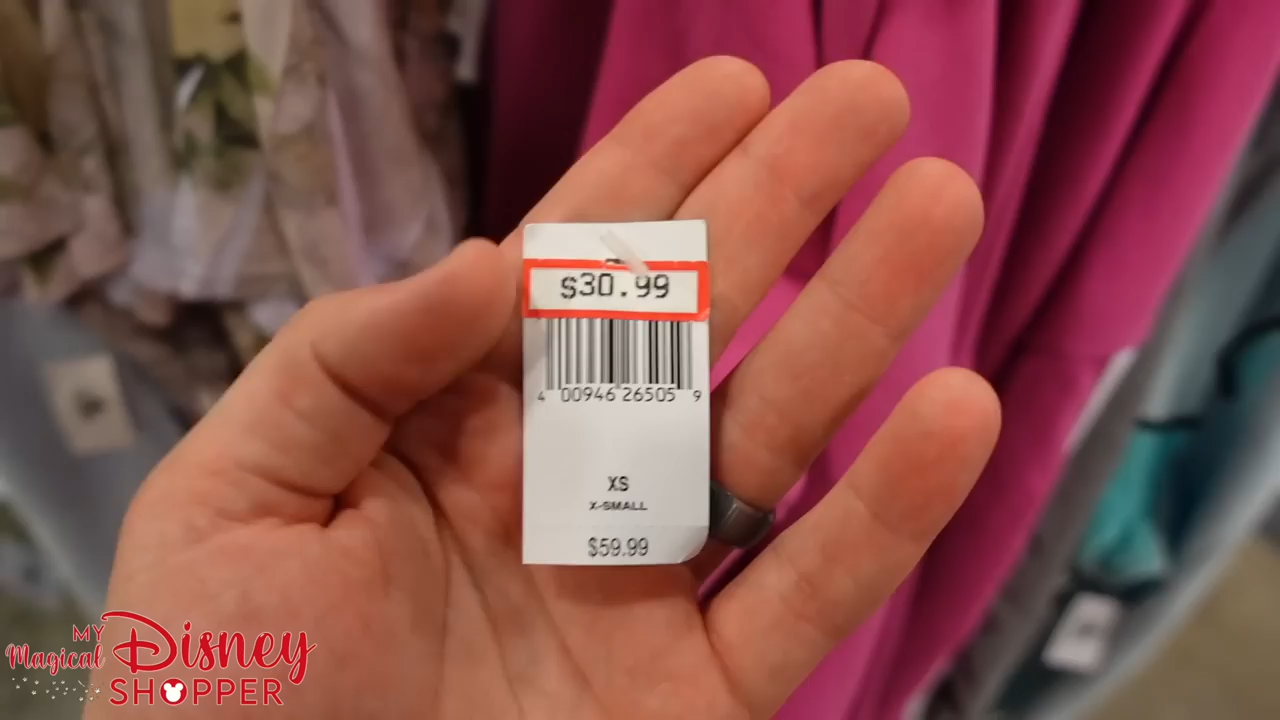 $30.99
4 00946 26505 9
XS
X-SMALL
$59.99
MY
Magical Disney
SHOPPER